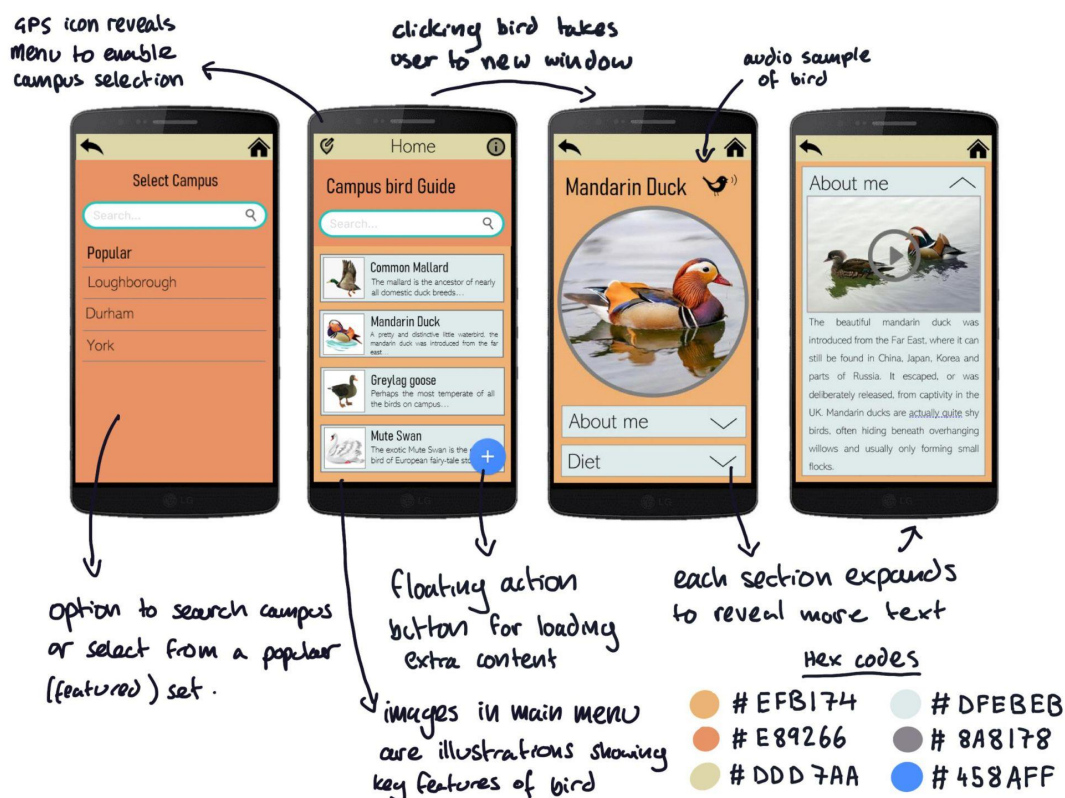 GPS icon reveals
Menu to enable
campus selection
clicking bird takes
user to new window
audio sample
of bird
Select Campus
Search...
Popular
Loughborough
Durham
York
LG
Home
Campus bird Guide
Search...
Common Mallard
The mallard is the ancestor of nearly
all domestic duck breeds...
Mandarin Duck
A pretty and distinctive little waterbird, the
mandarin duck was introduced from the far
east...
Greylag goose
Perhaps the most temperate of all
the birds on campus...
Mute Swan
The exotic Mute Swan is the
bird of European fairy-tale
+
LG
Mandarin Duck
About me
Diet
LG
About me
The beautiful mandarin duck was
introduced from the Far East, where it can
still be found in China, Japan, Korea and
parts of Russia. It escaped, or was
deliberately released, from captivity in the
UK. Mandarin ducks are actually quite shy
birds, often hiding beneath overhanging
willows and usually only forming small
flocks.
LG
option to search campus
or select from a popular
(featured) set.
floating action
button for loading
extra content
images in main menu
are illustrations showing
key features of bird
each section expands
to reveal more text
Hex codes
# EFB174
# E89266
# DDD7AA
# DFEBEB
# 8A8178
# 458AFF